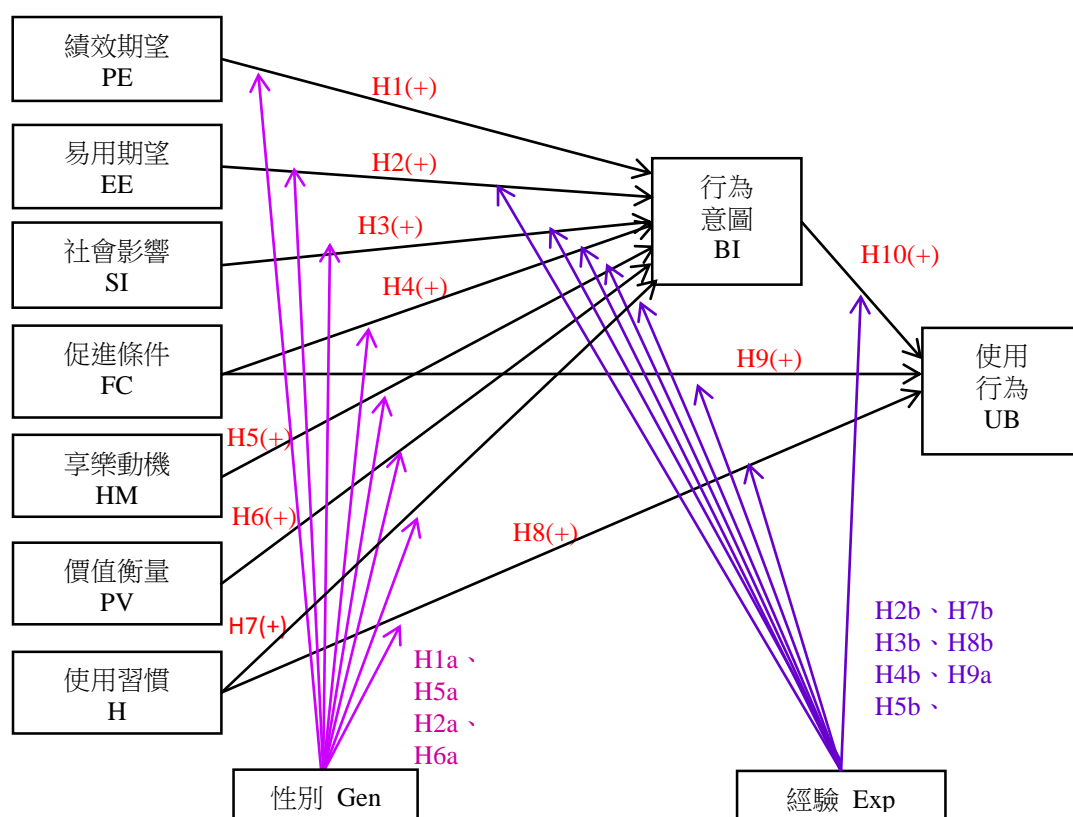 績效期望
PE
H1(+)
易用期望
EE
H2(+)
行為
意圖
BI
社會影響
SI
H3(+)
H10(+)
H4(+)
促進條件
FC
H9(+)
使用
行為
UB
享樂動機
HM
H5(+)
H6(+)
價值衡量
PV
H8(+)
H7(+)
使用習慣
H
H1a、
H5a
H2a、
H6a
H2b、H7b
H3b、H8b
H4b、H9a
H5b、
性別 Gen
經驗 Exp